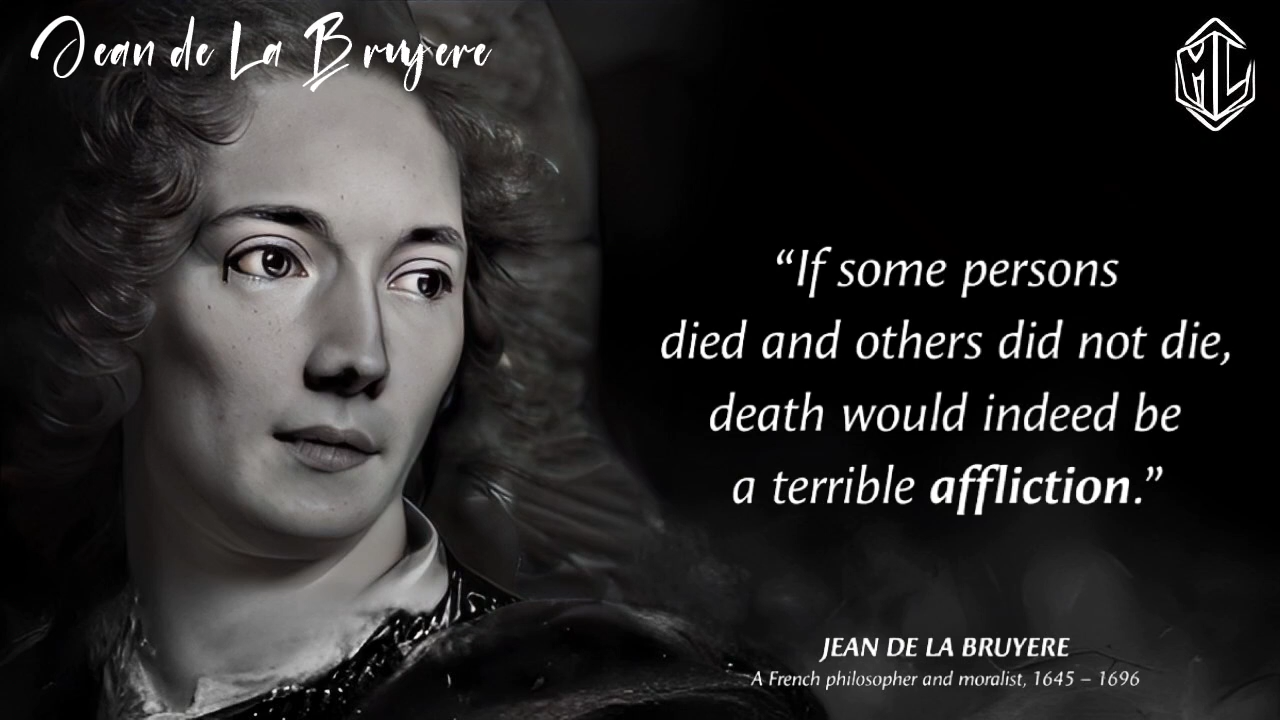 Jean de La Bruyere
ML
“If some persons
died and others did not die,
death would indeed be
a terrible affliction.”
JEAN DE LA BRUYERE
A French philosopher and moralist, 1645 – 1696